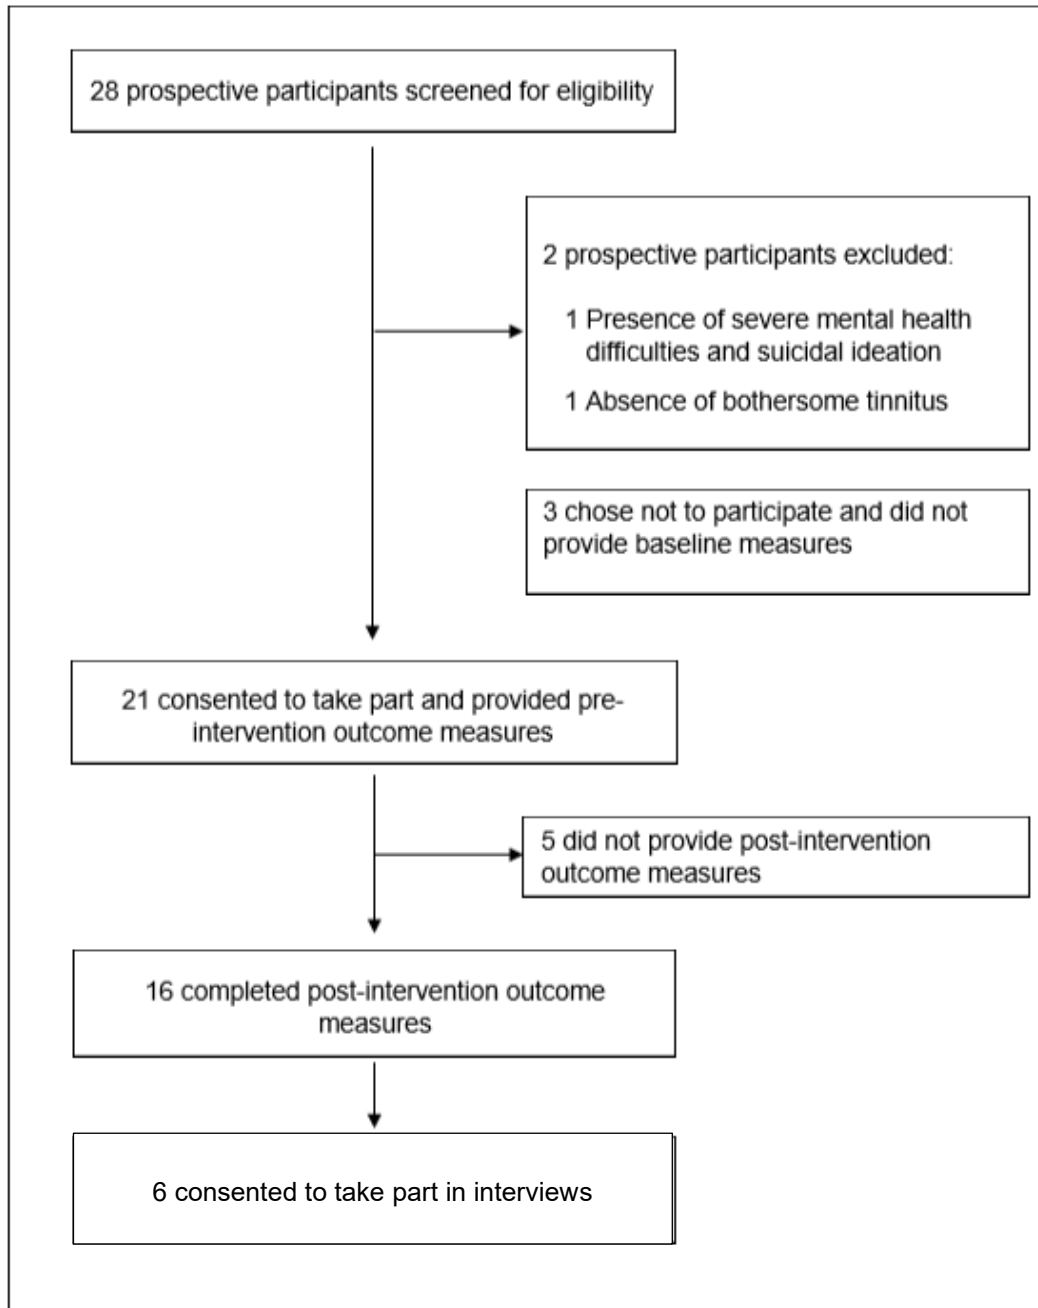 28 prospective participants screened for eligibility
2 prospective participants excluded:
1 Presence of severe mental health
difficulties and suicidal ideation
1 Absence of bothersome tinnitus
3 chose not to participate and did not
provide baseline measures
21 consented to take part and provided pre-
intervention outcome measures
5 did not provide post-intervention
outcome measures
16 completed post-intervention outcome
measures
6 consented to take part in interviews